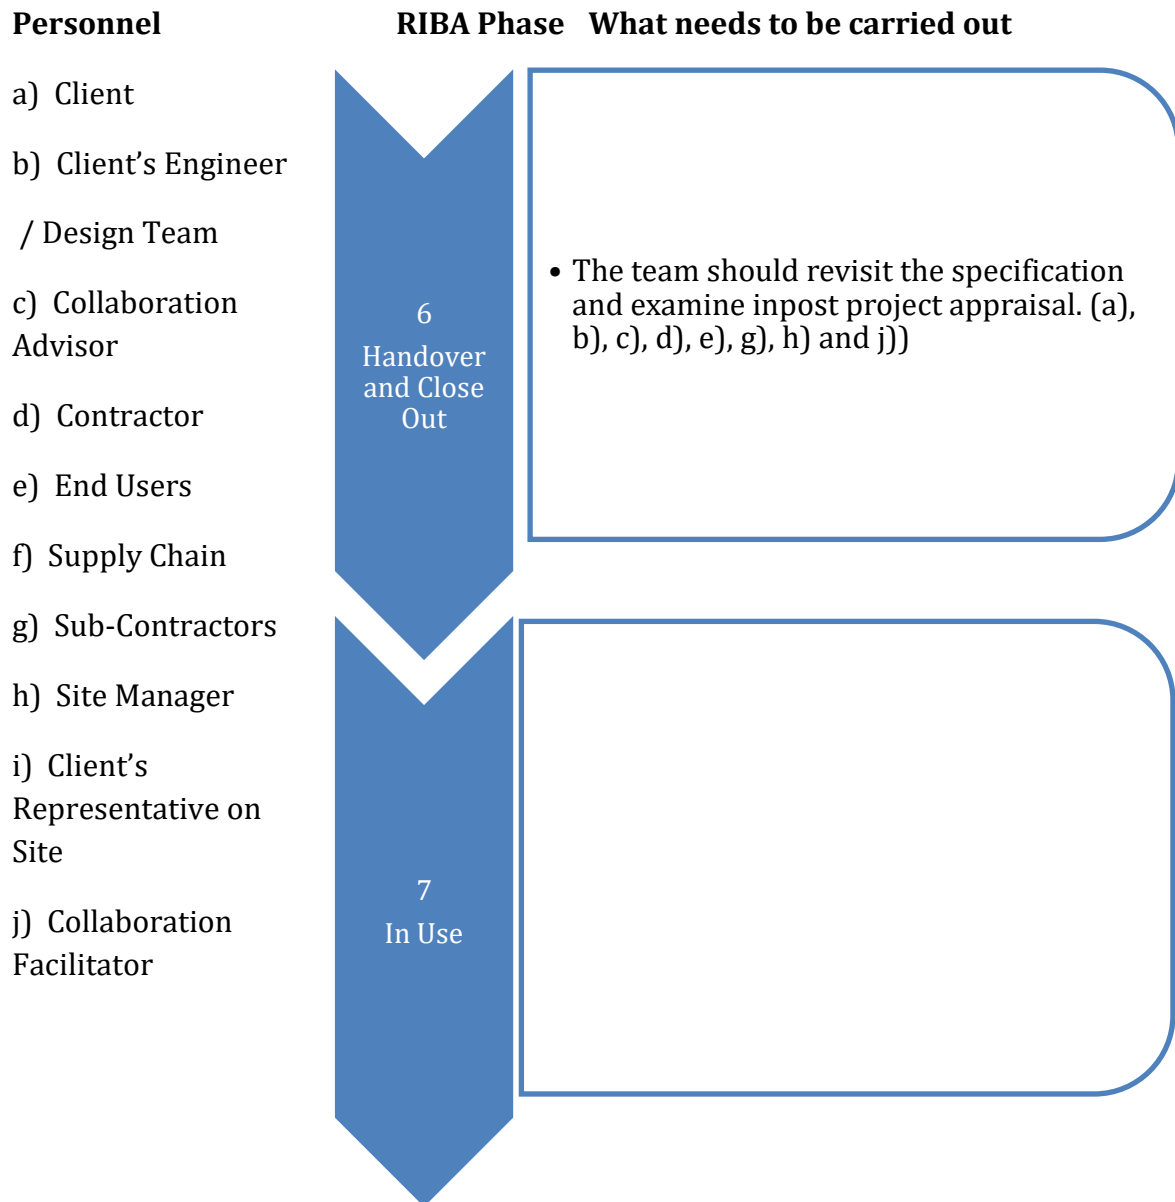 Personnel
RIBA Phase
What needs to be carried out
a) Client
b) Client’s Engineer
/ Design Team
c) Collaboration
Advisor
d) Contractor
e) End Users
f) Supply Chain
g) Sub-Contractors
h) Site Manager
i) Client’s
Representative on
Site
j) Collaboration
Facilitator
6
Handover
and Close
Out
• The team should revisit the specification
and examine inpost project appraisal. (a),
b), c), d), e), g), h) and j))
7
In Use